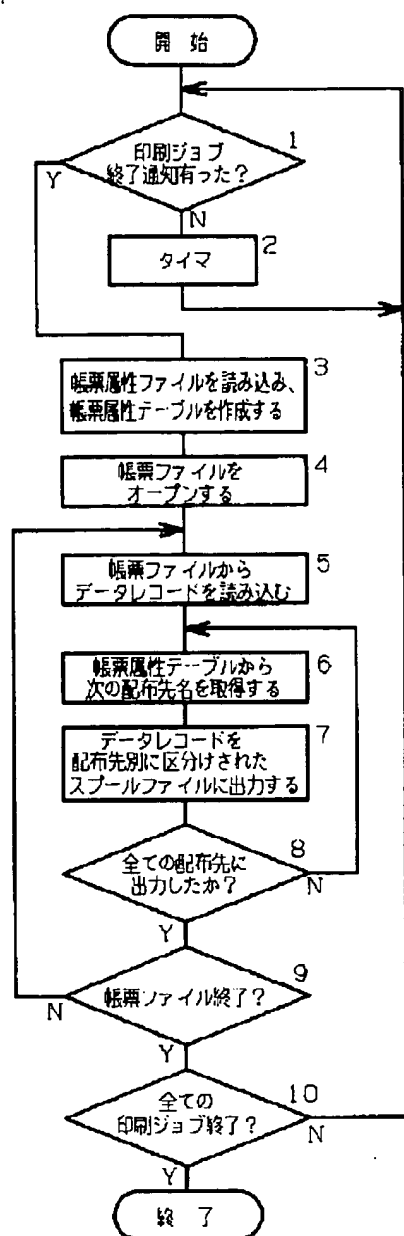 開 始
1
印刷ジョブ
終了通知有った？
Y
N
2
タイマ
3
帳票属性ファイルを読み込み、
帳票属性テーブルを作成する
4
帳票ファイルを
オープンする
5
帳票ファイルから
データレコードを読み込む
6
帳票属性テーブルから
次の配布先名を取得する
7
データレコードを
配布先別に区分けされた
スプールファイルに出力する
8
全ての配布先に
出力したか？
N
Y
9
帳票ファイル終了？
N
Y
10
全ての
印刷ジョブ終了？
N
Y
終 了